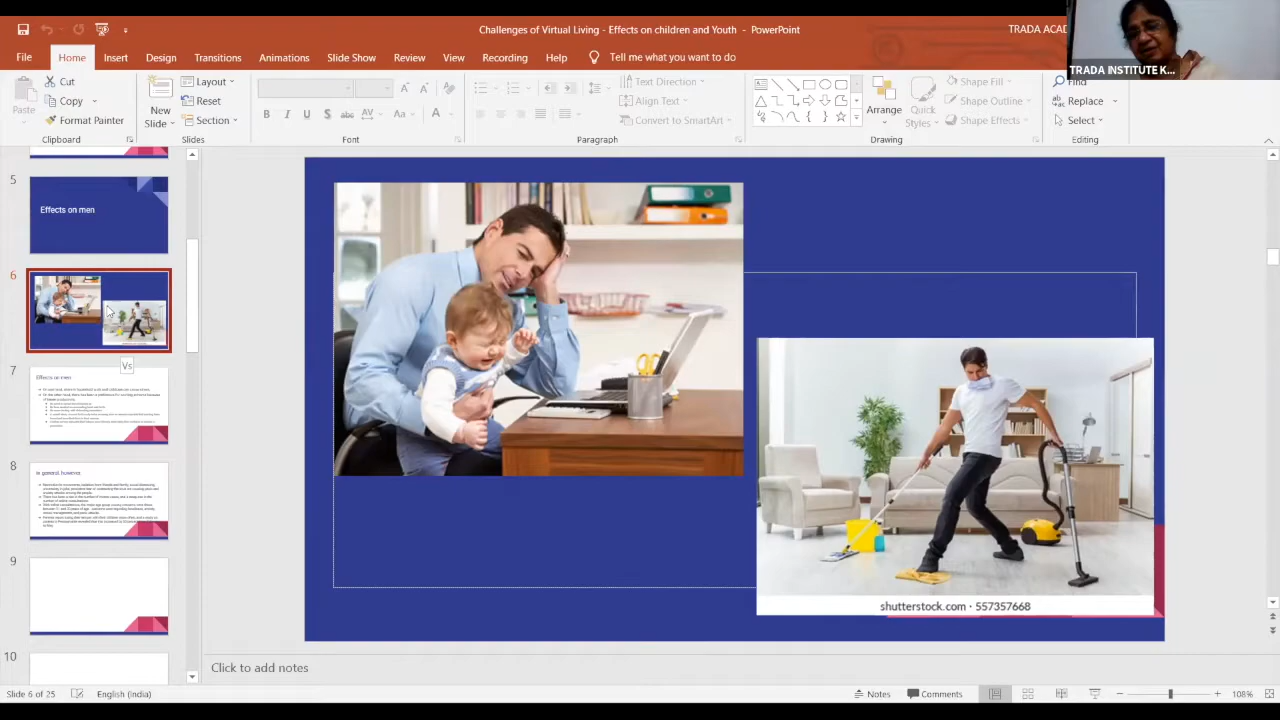 Challenges of Virtual Living - Effects on children and Youth - PowerPoint
TRADA ACAD
TRADA INSTITUTE K...
File Home Insert Design Transitions Animations Slide Show Review View Recording Help Tell me what you want to do
Paste
Cut
Copy
Format Painter
Clipboard
New Slide
Layout
Reset
Section
Slides
B I U S abc AV Aa A
Font
Text Direction
Align Text
Convert to SmartArt
Paragraph
Arrange
Quick Styles
Shape Fill
Shape Outline
Shape Effects
Drawing
Find
Replace
Select
Editing
5
Effects on men
6
Vs
7
Effects on men
8
In general, however
9
10
shutterstock.com · 557357668
Click to add notes
Slide 6 of 25 English (India) Notes Comments 108%